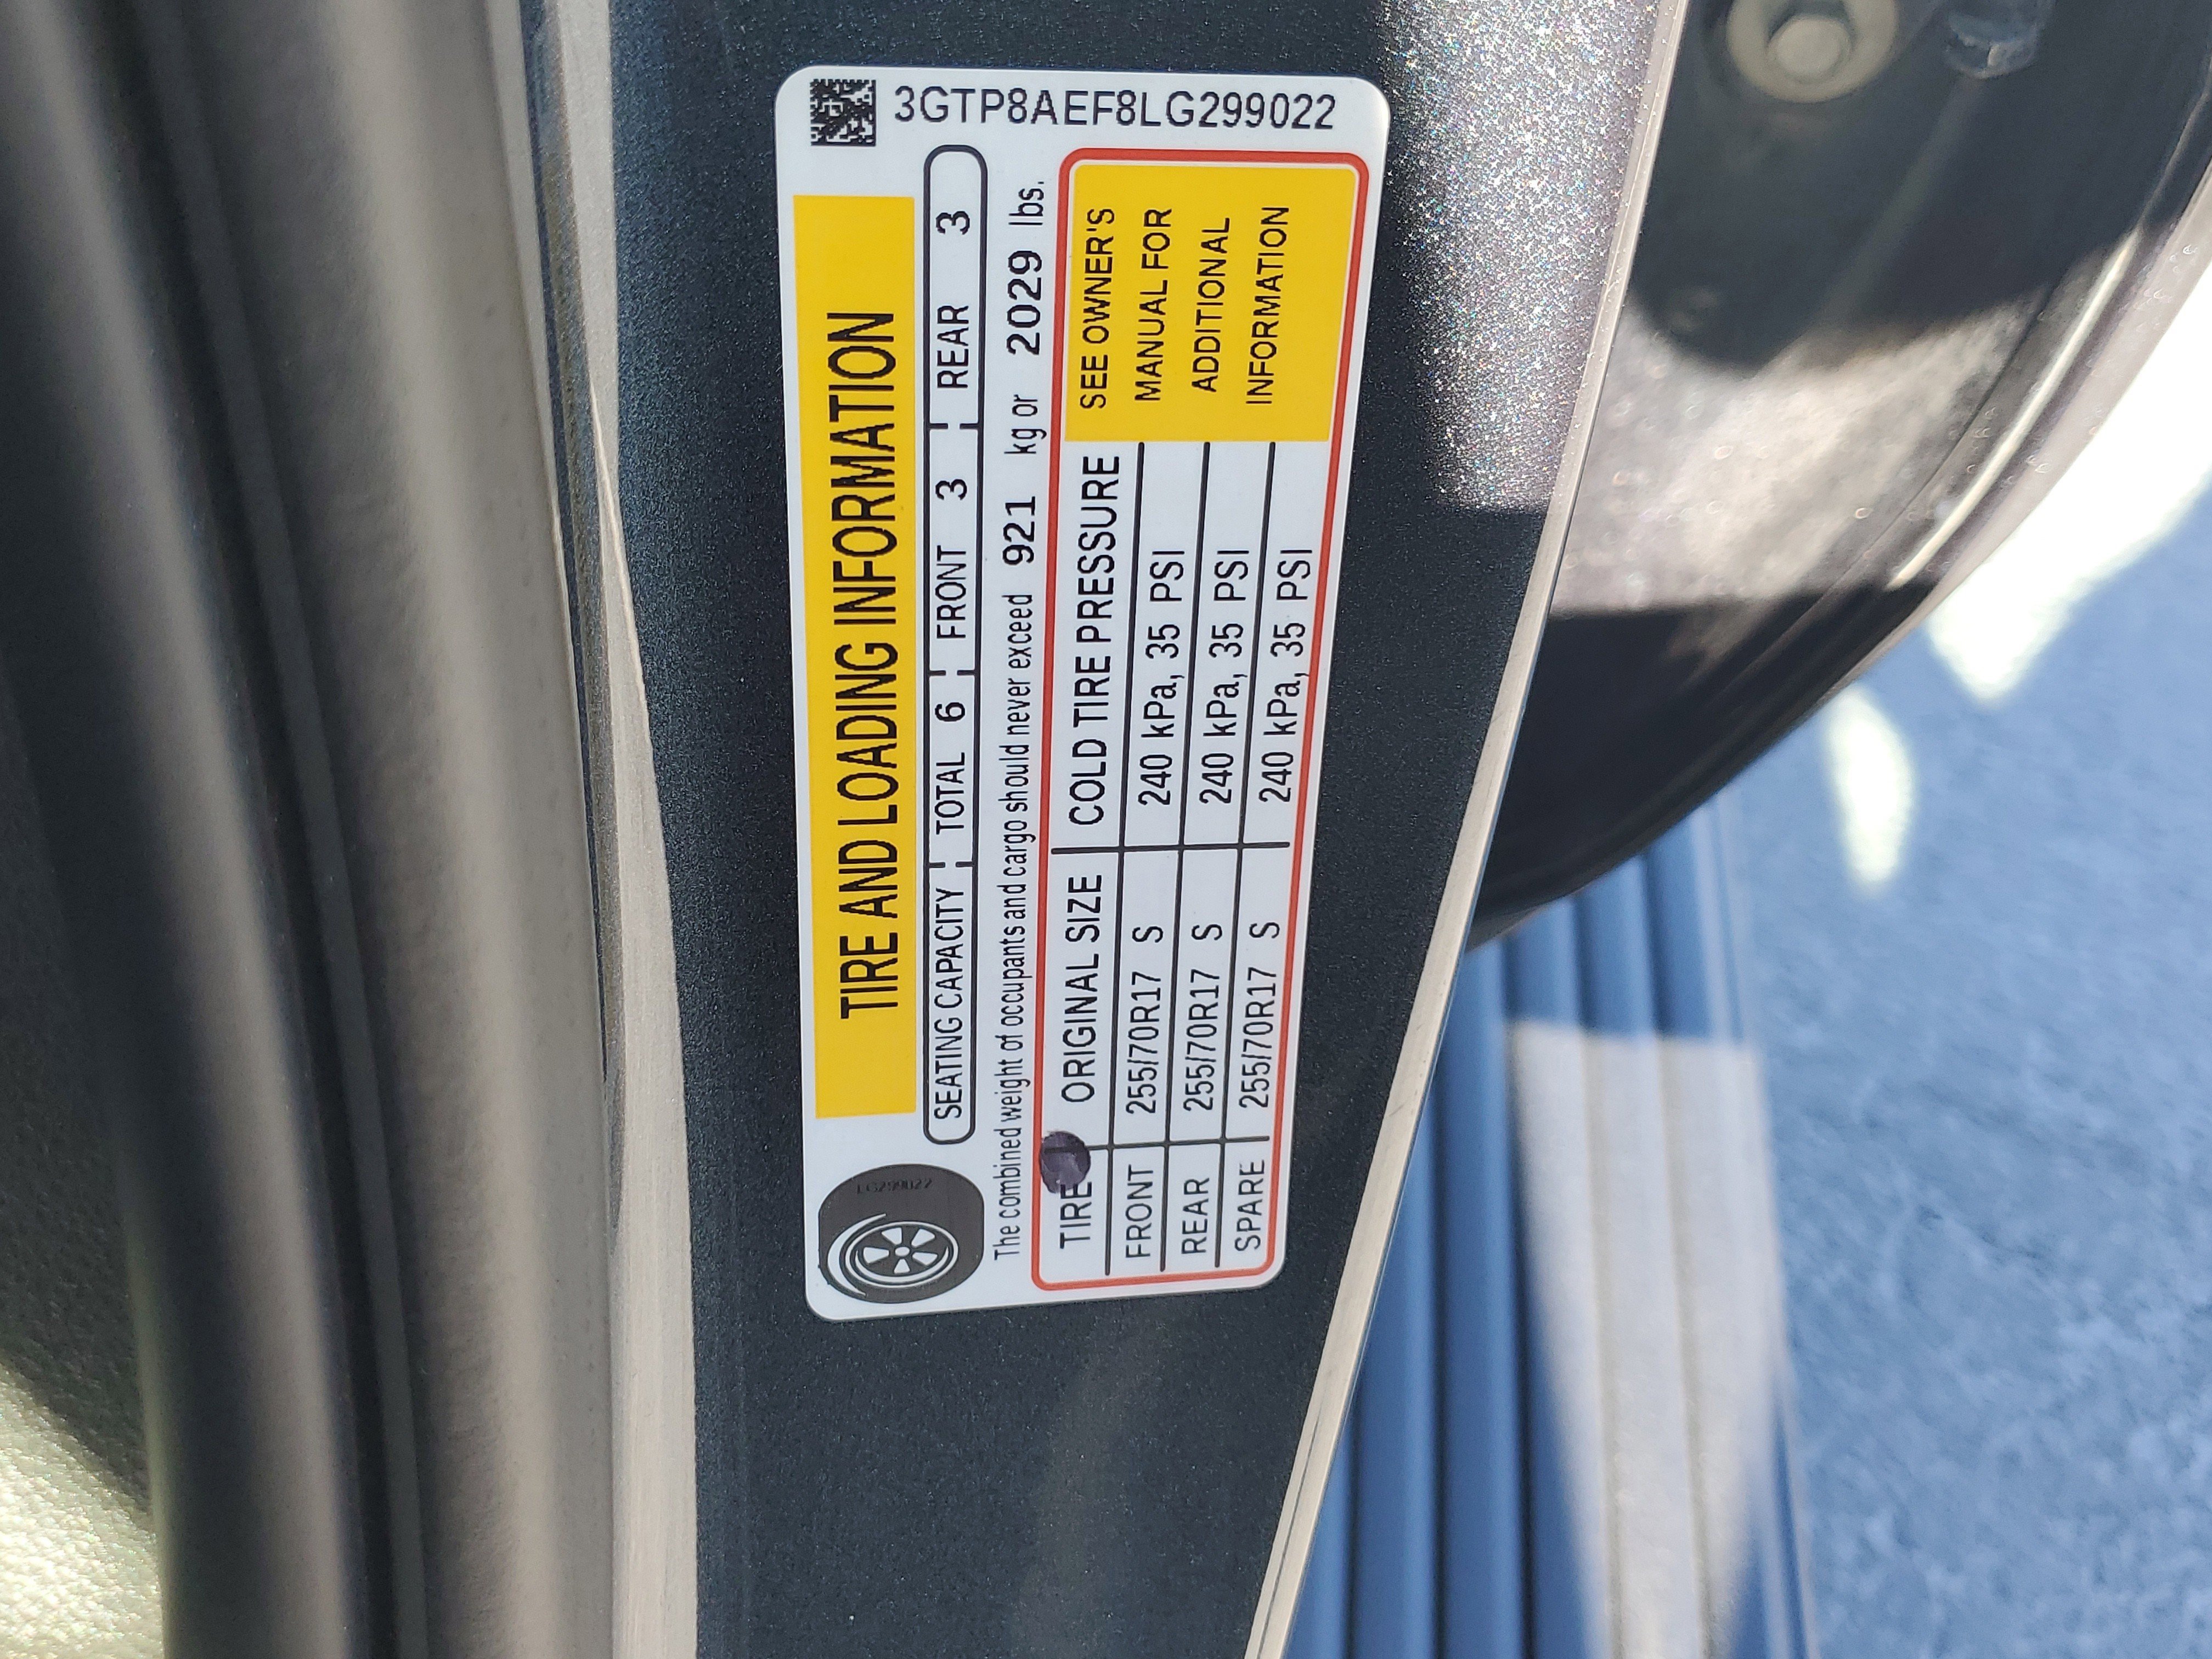 3GTP8AEF8LG299022
TIRE AND LOADING INFORMATION
SEATING CAPACITY TOTAL 6 FRONT 3 REAR 3
The combined weight of occupants and cargo should never exceed 921 kg or 2029 lbs.
TIRE ORIGINAL SIZE COLD TIRE PRESSURE
FRONT 255/70R17 S 240 kPa, 35 PSI
REAR 255/70R17 S 240 kPa, 35 PSI
SPARE 255/70R17 S 240 kPa, 35 PSI
SEE OWNER'S
MANUAL FOR
ADDITIONAL
INFORMATION
LG299022